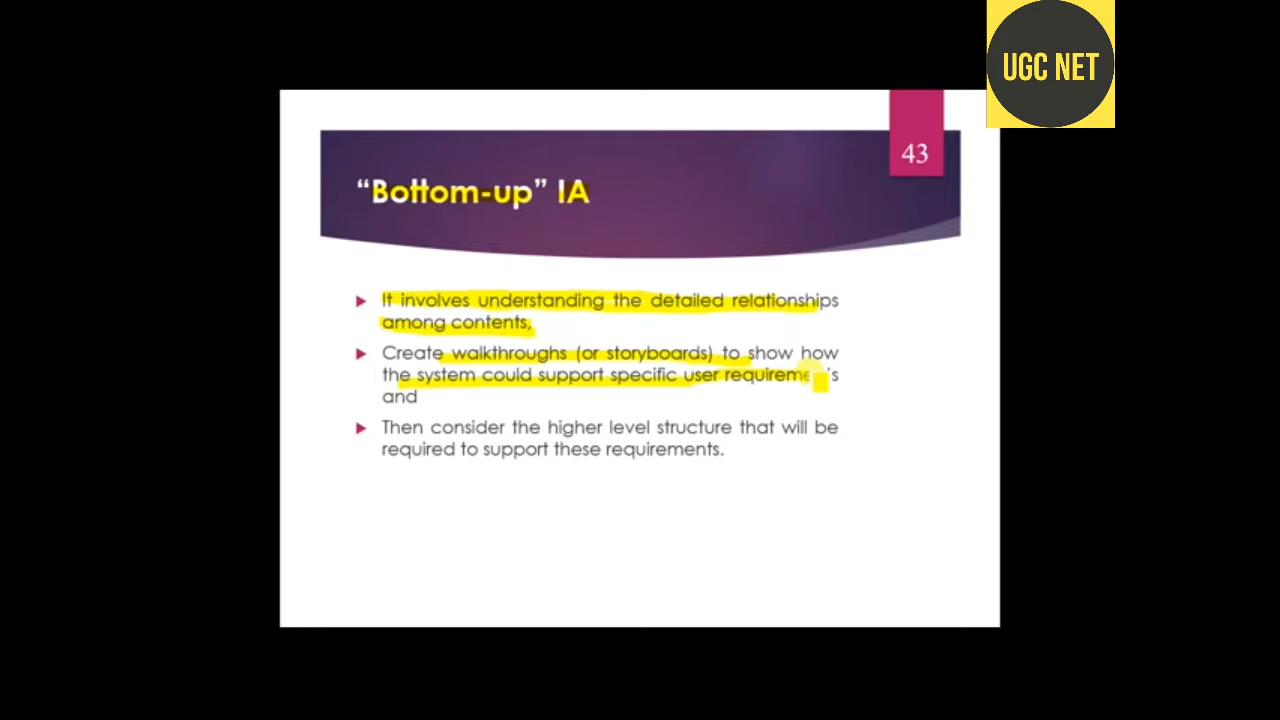 UGC NET
43
“Bottom-up” IA
It involves understanding the detailed relationships
among contents,
Create walkthroughs (or storyboards) to show how
the system could support specific user
and
Then consider the higher level structure that will be
required to support these requirements.